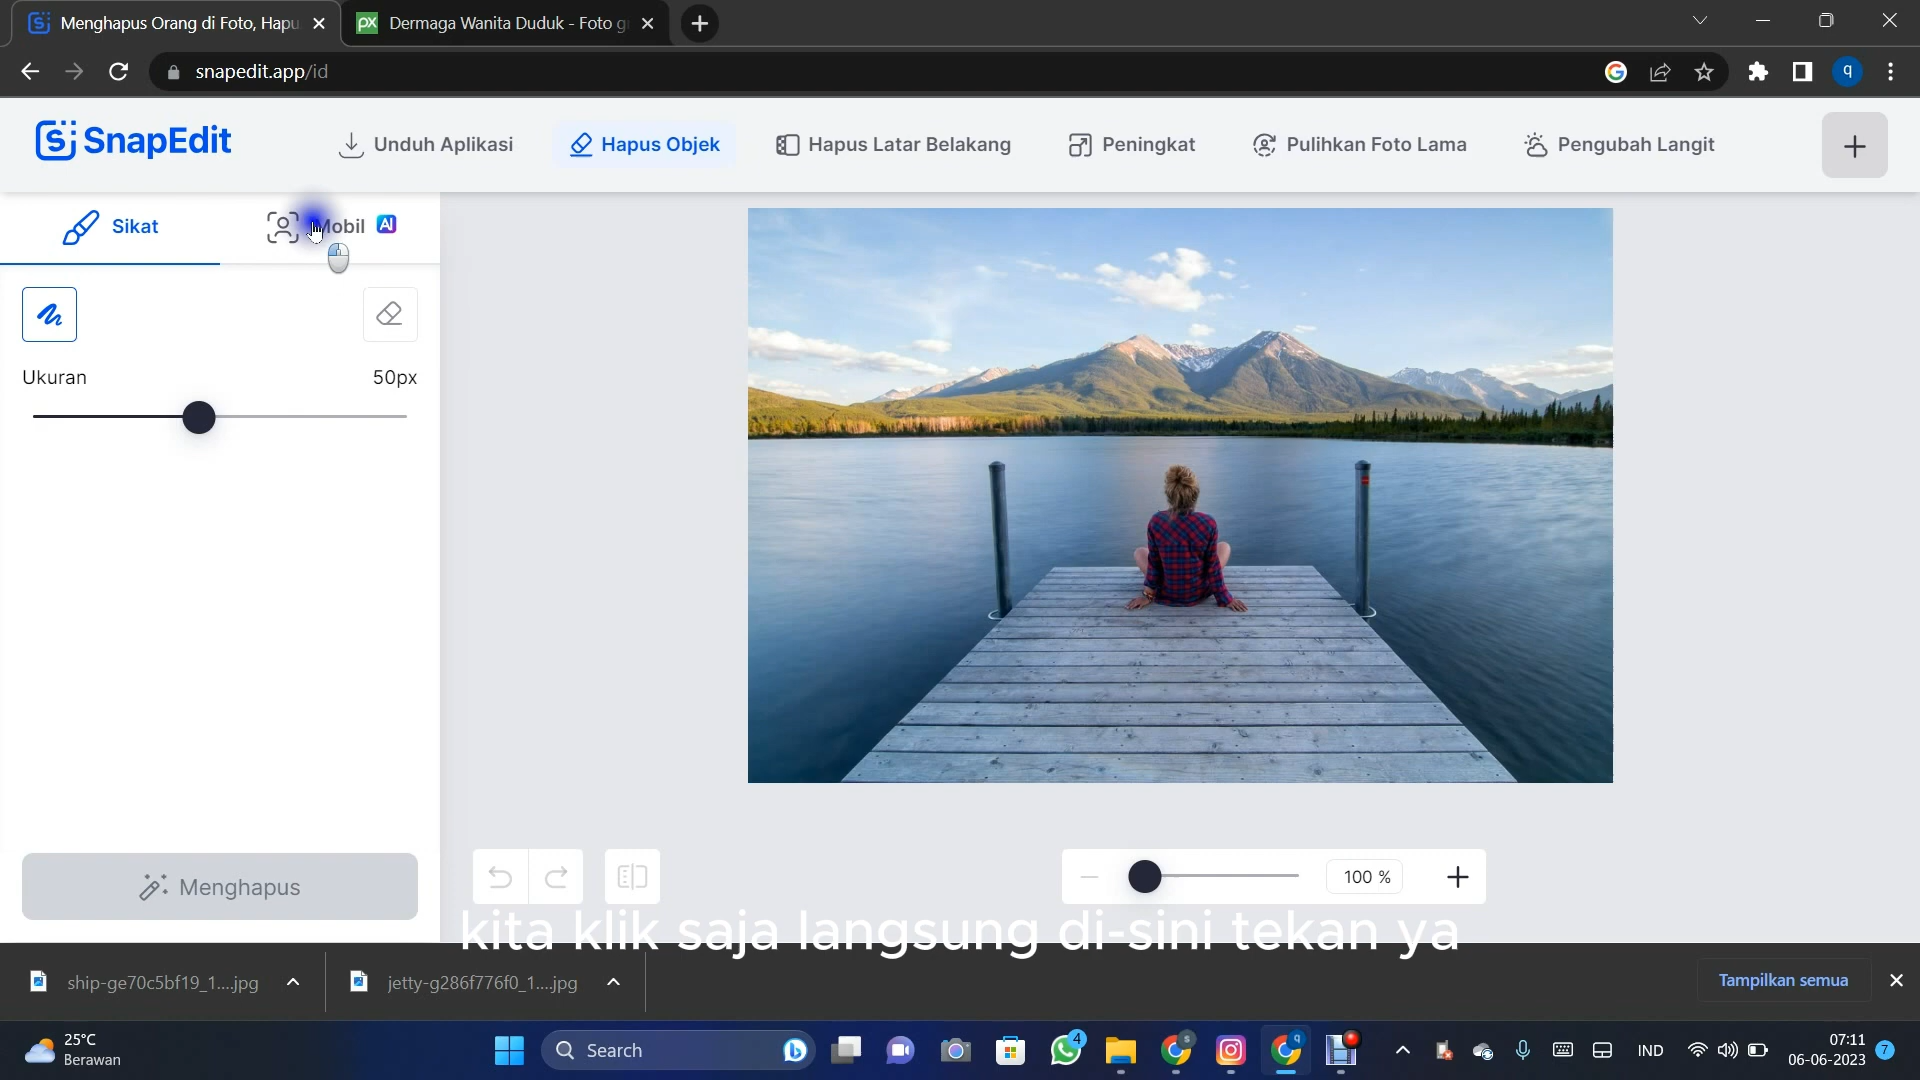 Menghapus Orang di Foto, Hapu
Dermaga Wanita Duduk - Foto g
snapedit.app/id
q
SnapEdit
Unduh Aplikasi
Hapus Objek
Hapus Latar Belakang
Peningkat
Pulihkan Foto Lama
Pengubah Langit
Sikat
Mobil AI
Ukuran
50px
Menghapus
100 %
kita klik saja langsung di-sini tekan ya
ship-ge70c5bf19_1....jpg
jetty-g286f776f0_1....jpg
Tampilkan semua
25°C
Berawan
Search
4
s
q
IND
07:11
06-06-2023
7